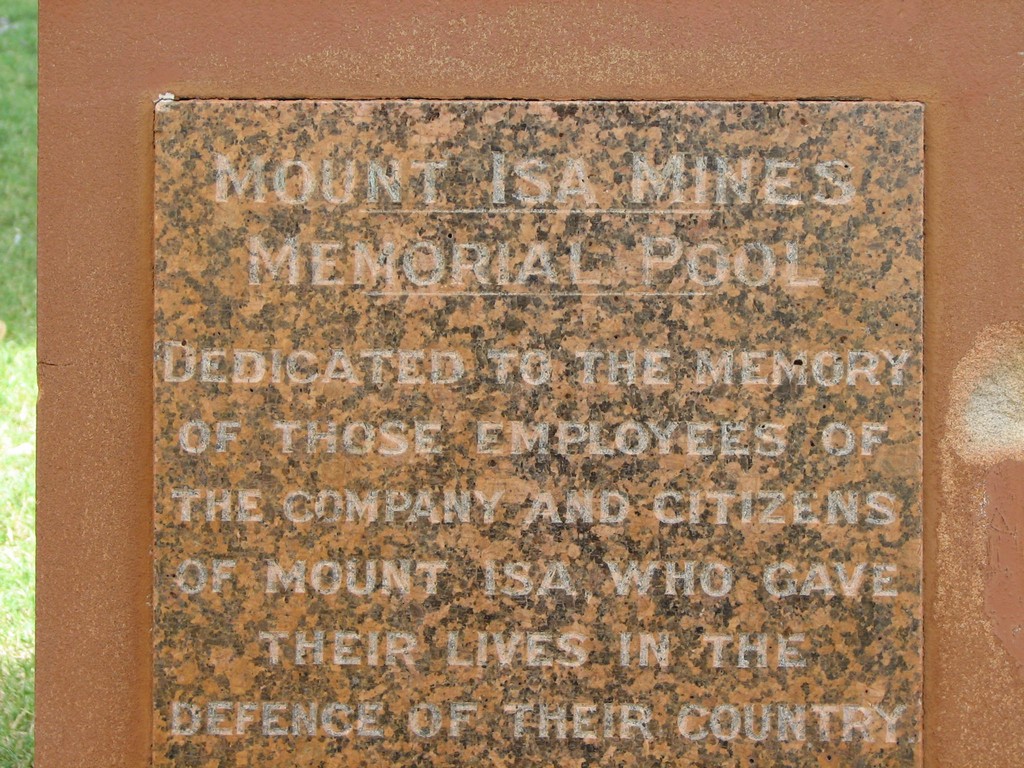 MOUNT ISA MINES
MEMORIAL POOL
DEDICATED TO THE MEMORY
OF THOSE EMPLOYEES OF
THE COMPANY AND CITIZENS
OF MOUNT ISA, WHO GAVE
THEIR LIVES IN THE
DEFENCE OF THEIR COUNTRY